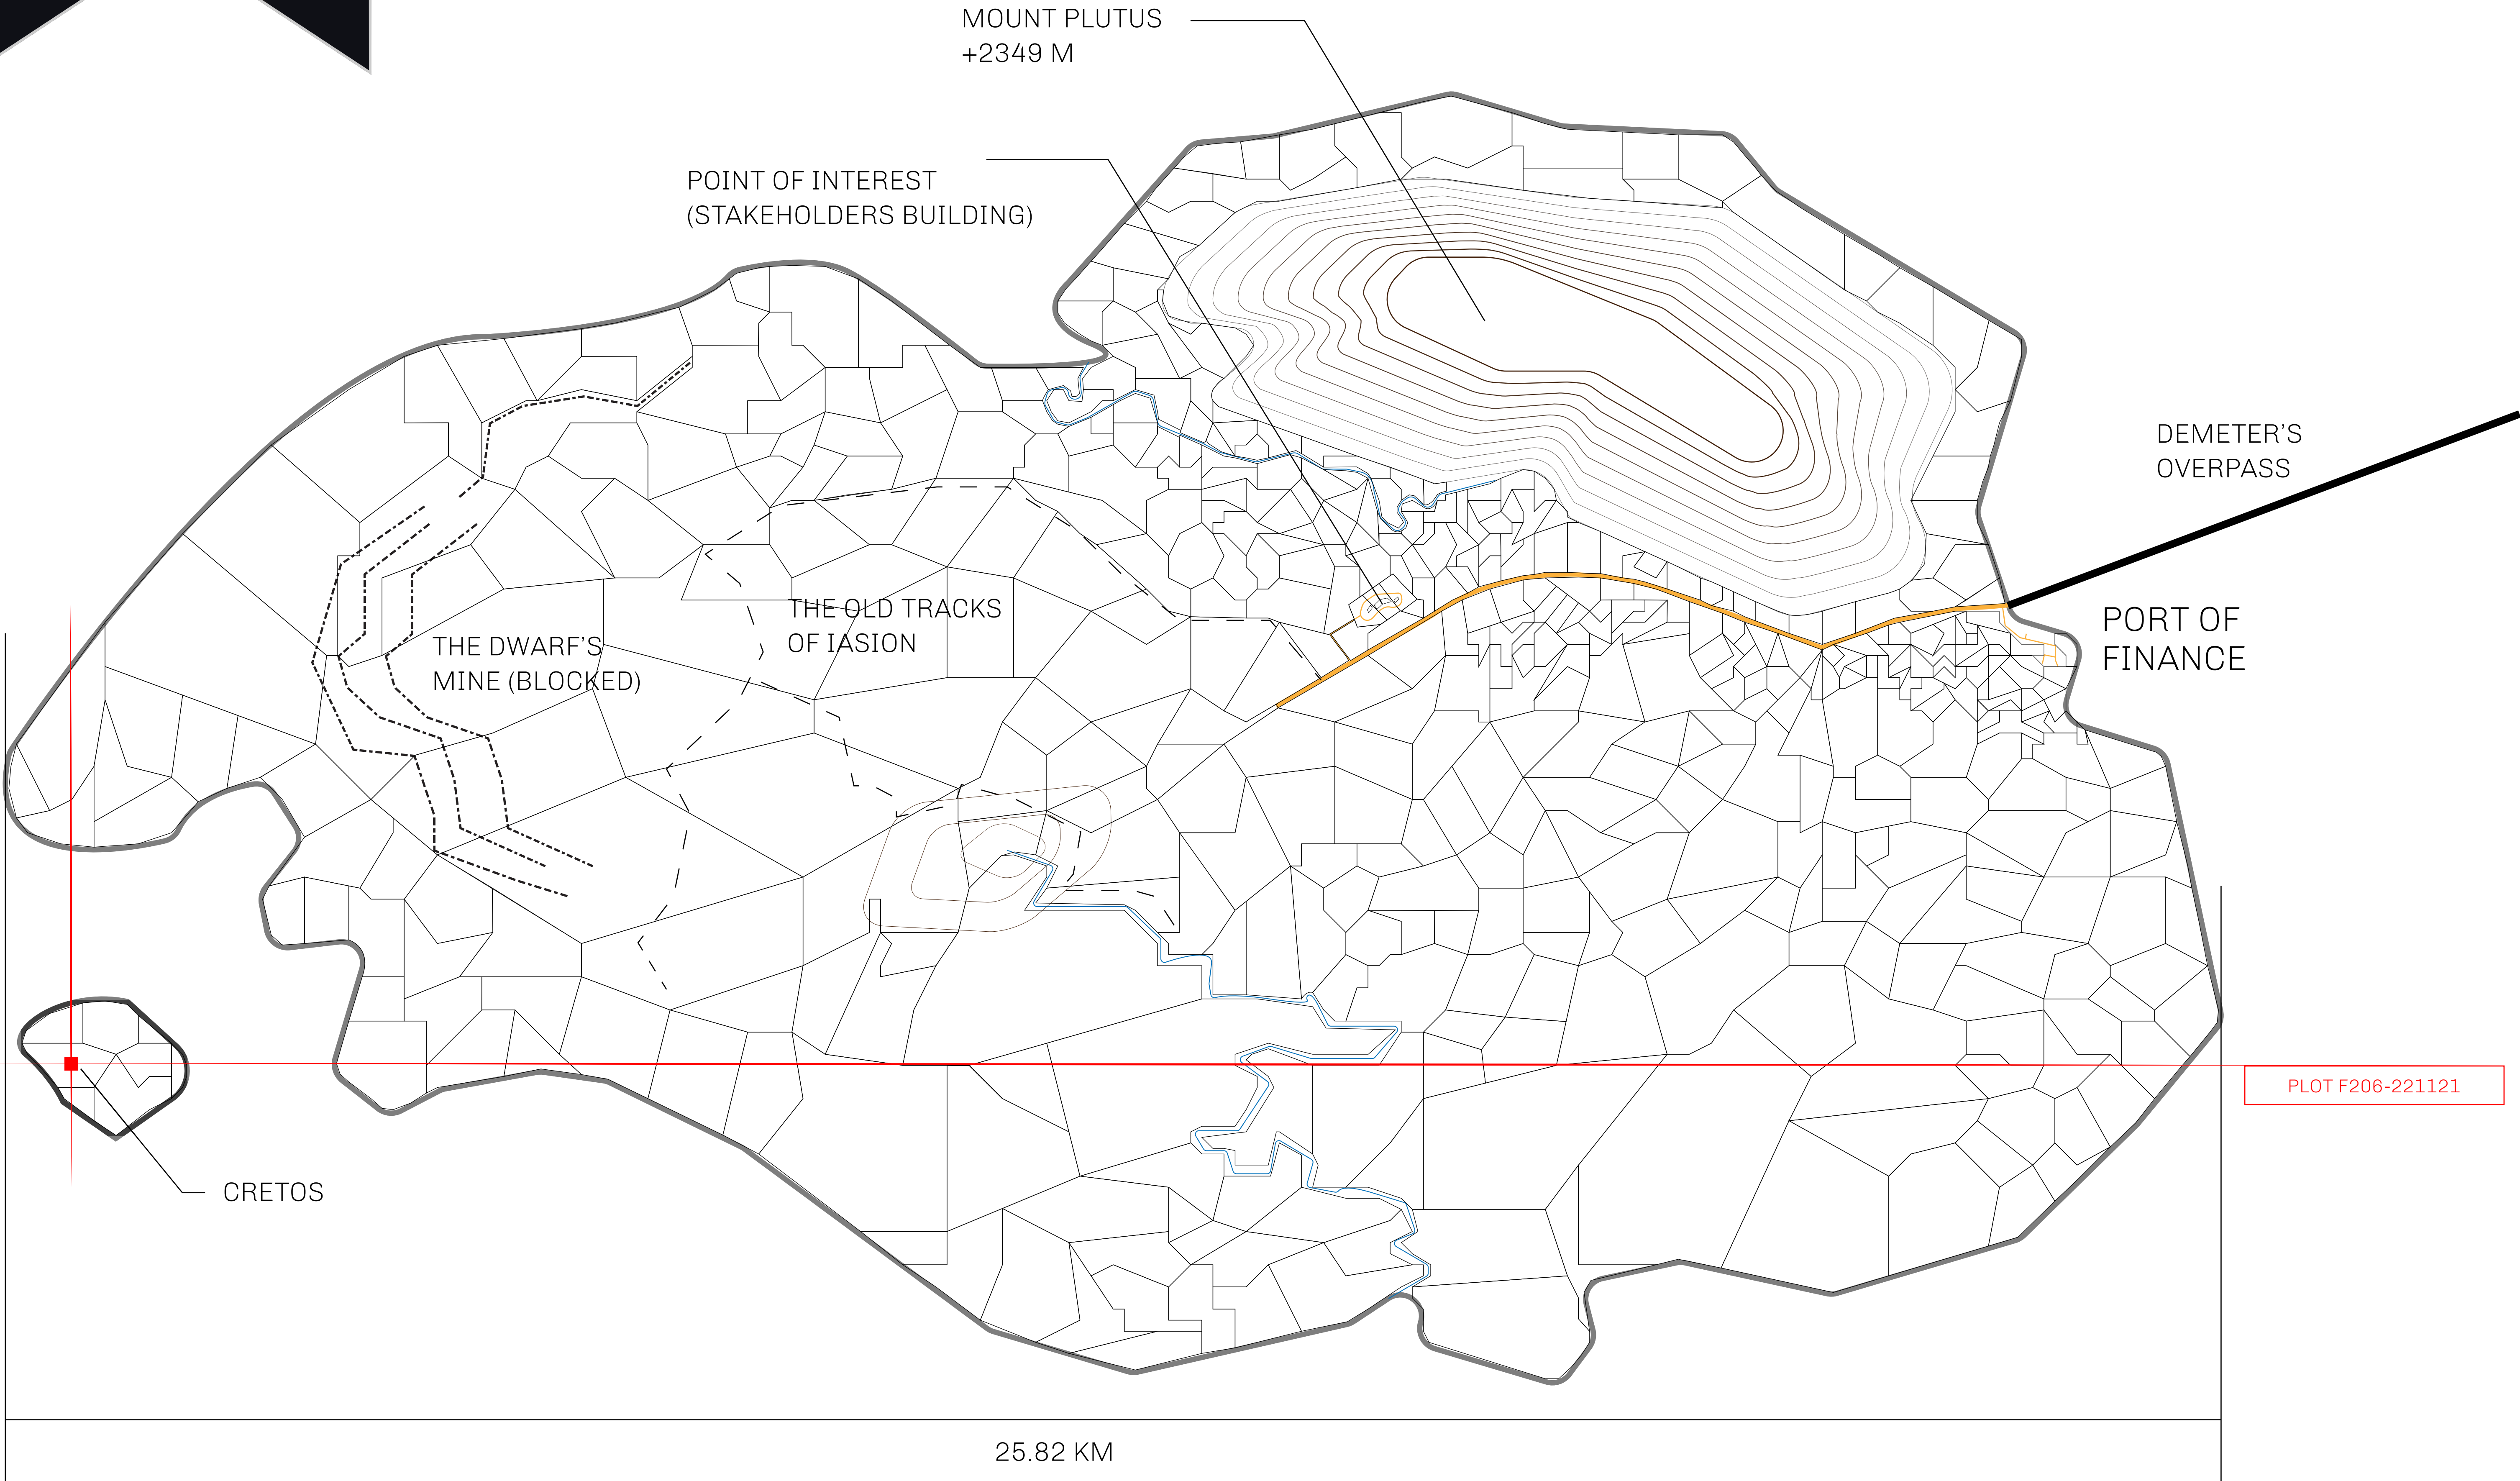 MOUNT PLUTUS
+2349 M
POINT OF INTEREST
(STAKEHOLDERS BUILDING)
DEMETER'S
OVERPASS
THE OLD TRACKS
OF IASION
THE DWARF'S
MINE (BLOCKED)
PORT OF
FINANCE
PLOT F206-221121
CRETOS
25.82 KM